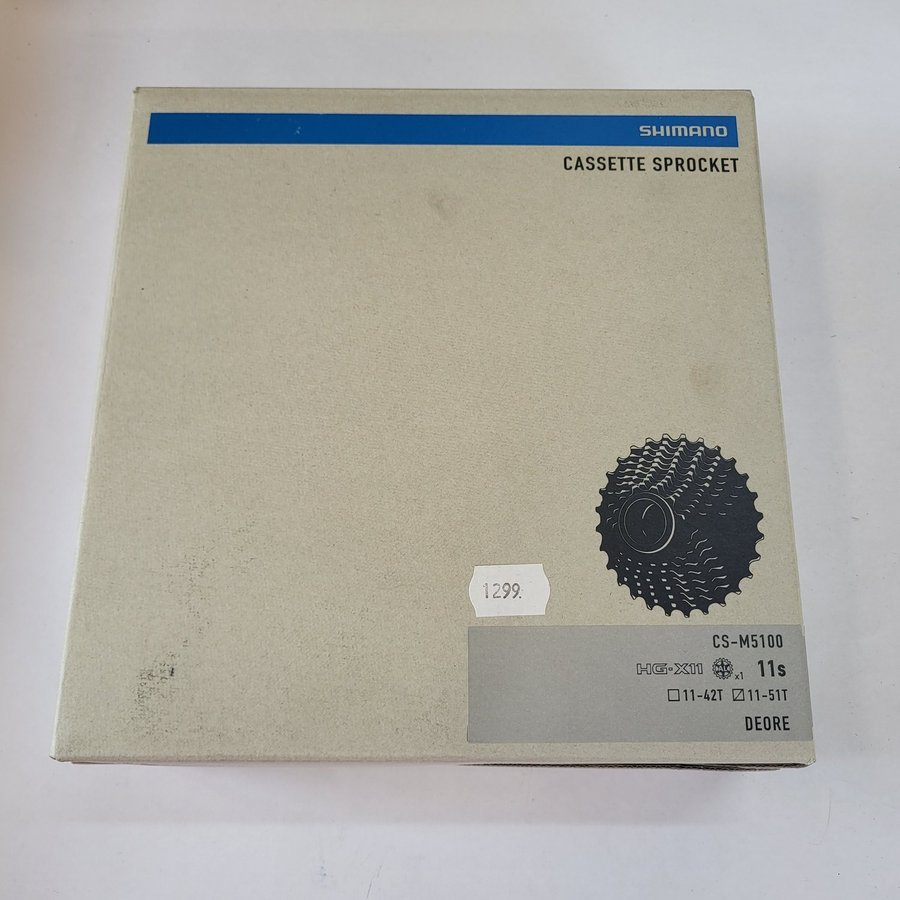 SHIMANO
CASSETTE SPROCKET
1299.
CS-M5100
HG-X11 x1 11s
☐11-42T ☑11-51T
DEORE